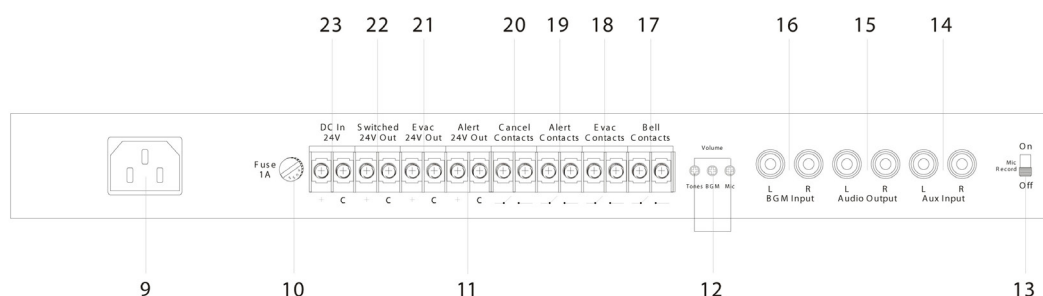 23 22 21 20 19 18 17 16 15 14
DC In Switched Evac Alert Cancel Alert Evac Bell
24V 24V Out 24V Out 24V Out Contacts Contacts Contacts Contacts
Volume
On
Fuse
1A
Mic
Record
Tones BGM Mic
L R L R L R
Off
+ C + C + C + C
BGM Input Audio Output Aux Input
9 10 11 12 13